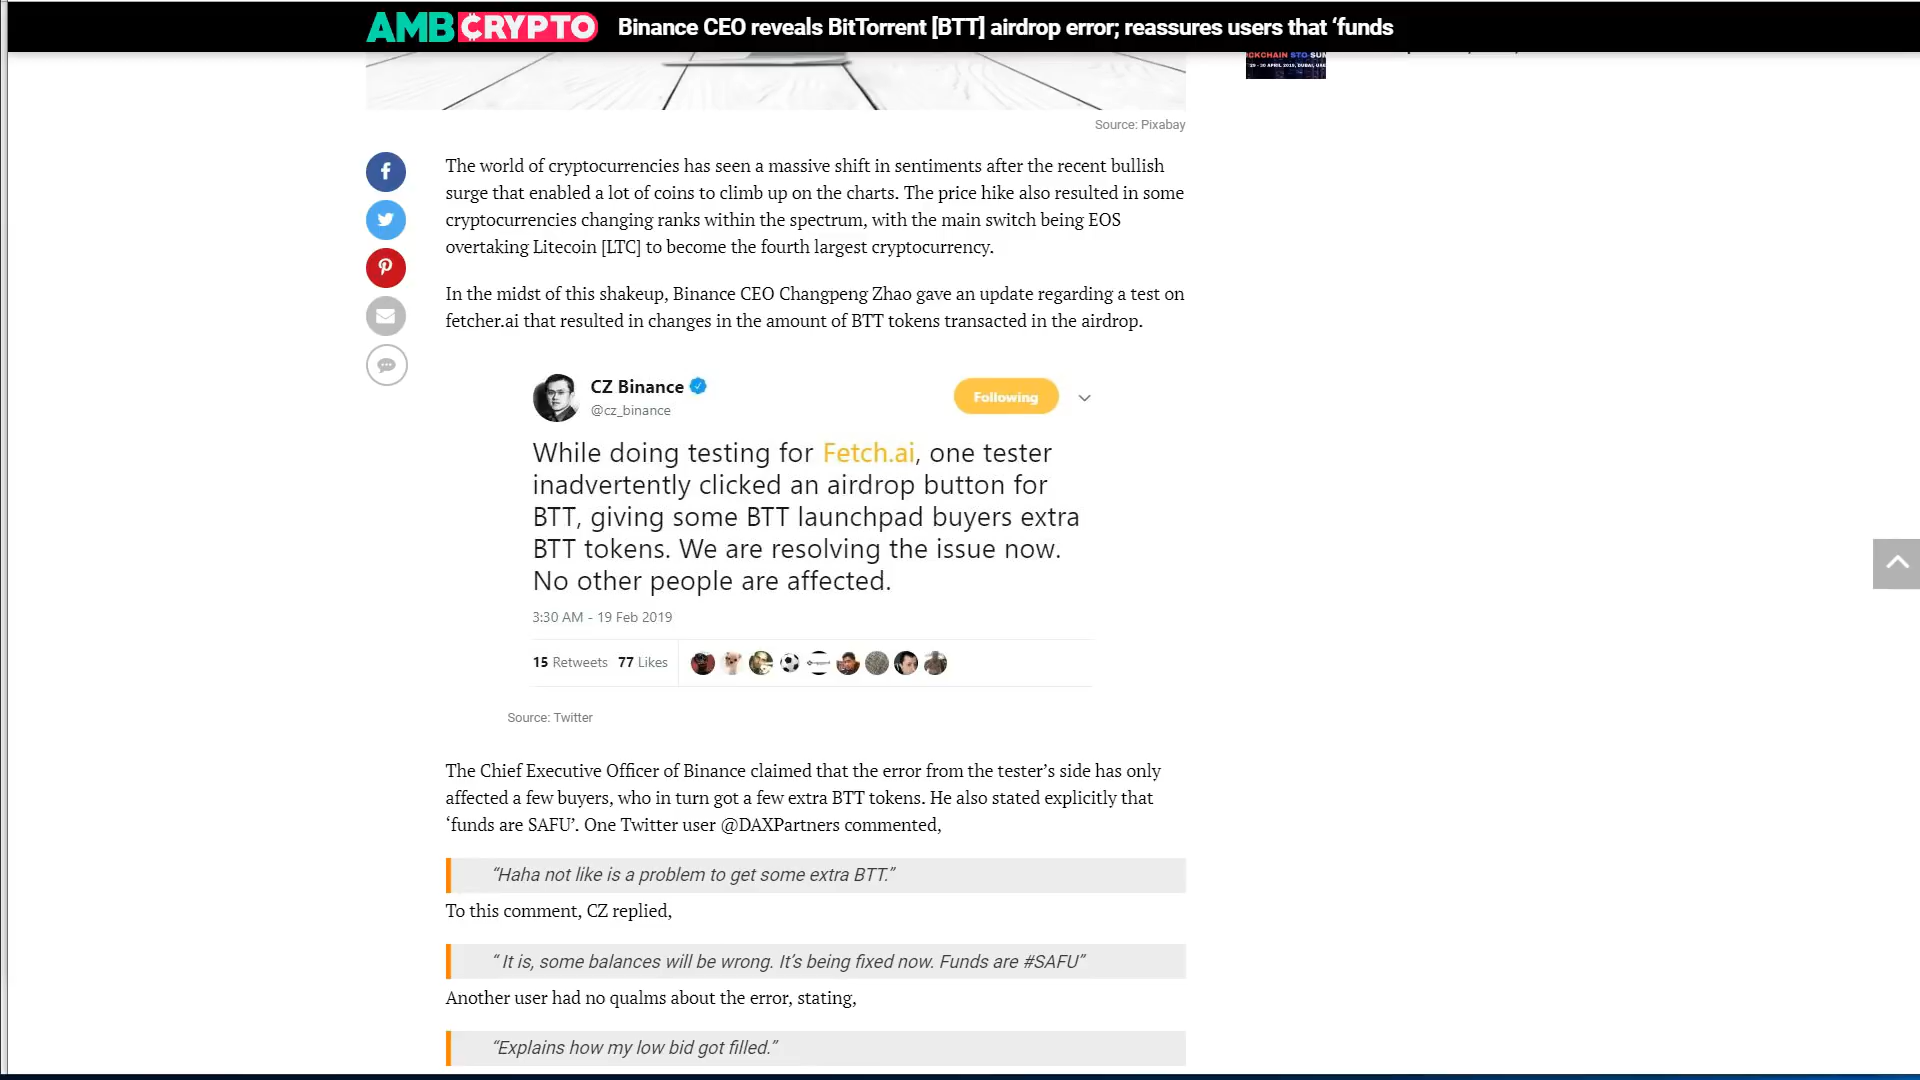 AMBCRYPTO
Binance CEO reveals BitTorrent [BTT] airdrop error; reassures users that ‘funds
Source: Pixabay
The world of cryptocurrencies has seen a massive shift in sentiments after the recent bullish
surge that enabled a lot of coins to climb up on the charts. The price hike also resulted in some
cryptocurrencies changing ranks within the spectrum, with the main switch being EOS
overtaking Litecoin [LTC] to become the fourth largest cryptocurrency.
In the midst of this shakeup, Binance CEO Changpeng Zhao gave an update regarding a test on
fetcher.ai that resulted in changes in the amount of BTT tokens transacted in the airdrop.
CZ Binance
@cz_binance
Following
While doing testing for Fetch.ai, one tester
inadvertently clicked an airdrop button for
BTT, giving some BTT launchpad buyers extra
BTT tokens. We are resolving the issue now.
No other people are affected.
3:30 AM - 19 Feb 2019
15 Retweets 77 Likes
Source: Twitter
The Chief Executive Officer of Binance claimed that the error from the tester’s side has only
affected a few buyers, who in turn got a few extra BTT tokens. He also stated explicitly that
‘funds are SAFU’. One Twitter user @DAXPartners commented,
“Haha not like is a problem to get some extra BTT.”
To this comment, CZ replied,
“ It is, some balances will be wrong. It’s being fixed now. Funds are #SAFU”
Another user had no qualms about the error, stating,
“Explains how my low bid got filled.”